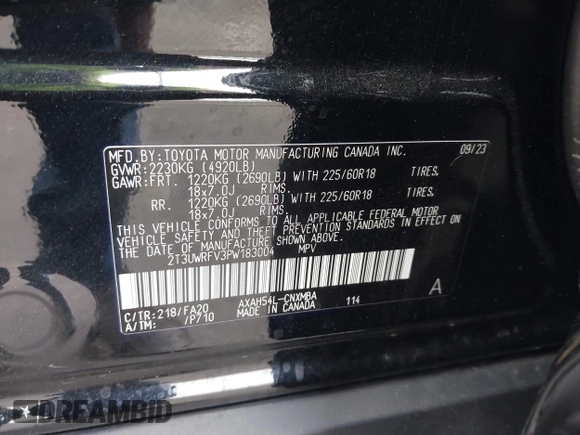 MFD.BY:TOYOTA MOTOR MANUFACTURING CANADA INC. 09/23
GVWR:2230KG (4920LB)
GAWR:FRT. 1220KG (2690LB) WITH 225/60R18 TIRES,
18x7.0J RIMS.
RR. 1220KG (2690LB) WITH 225/60R18 TIRES,
18x7.0J RIMS.
THIS VEHICLE CONFORMS TO ALL APPLICABLE FEDERAL MOTOR
VEHICLE SAFETY AND THEFT PREVENTION STANDARDS IN EFFECT ON
THE DATE OF MANUFACTURE SHOWN ABOVE.
2T3UWRFV3PW183004 MPV
C/TR:218/FA20 AXAH54L-CNXMBA 114 A
A/TM: /P/10 MADE IN CANADA
DREAMBID